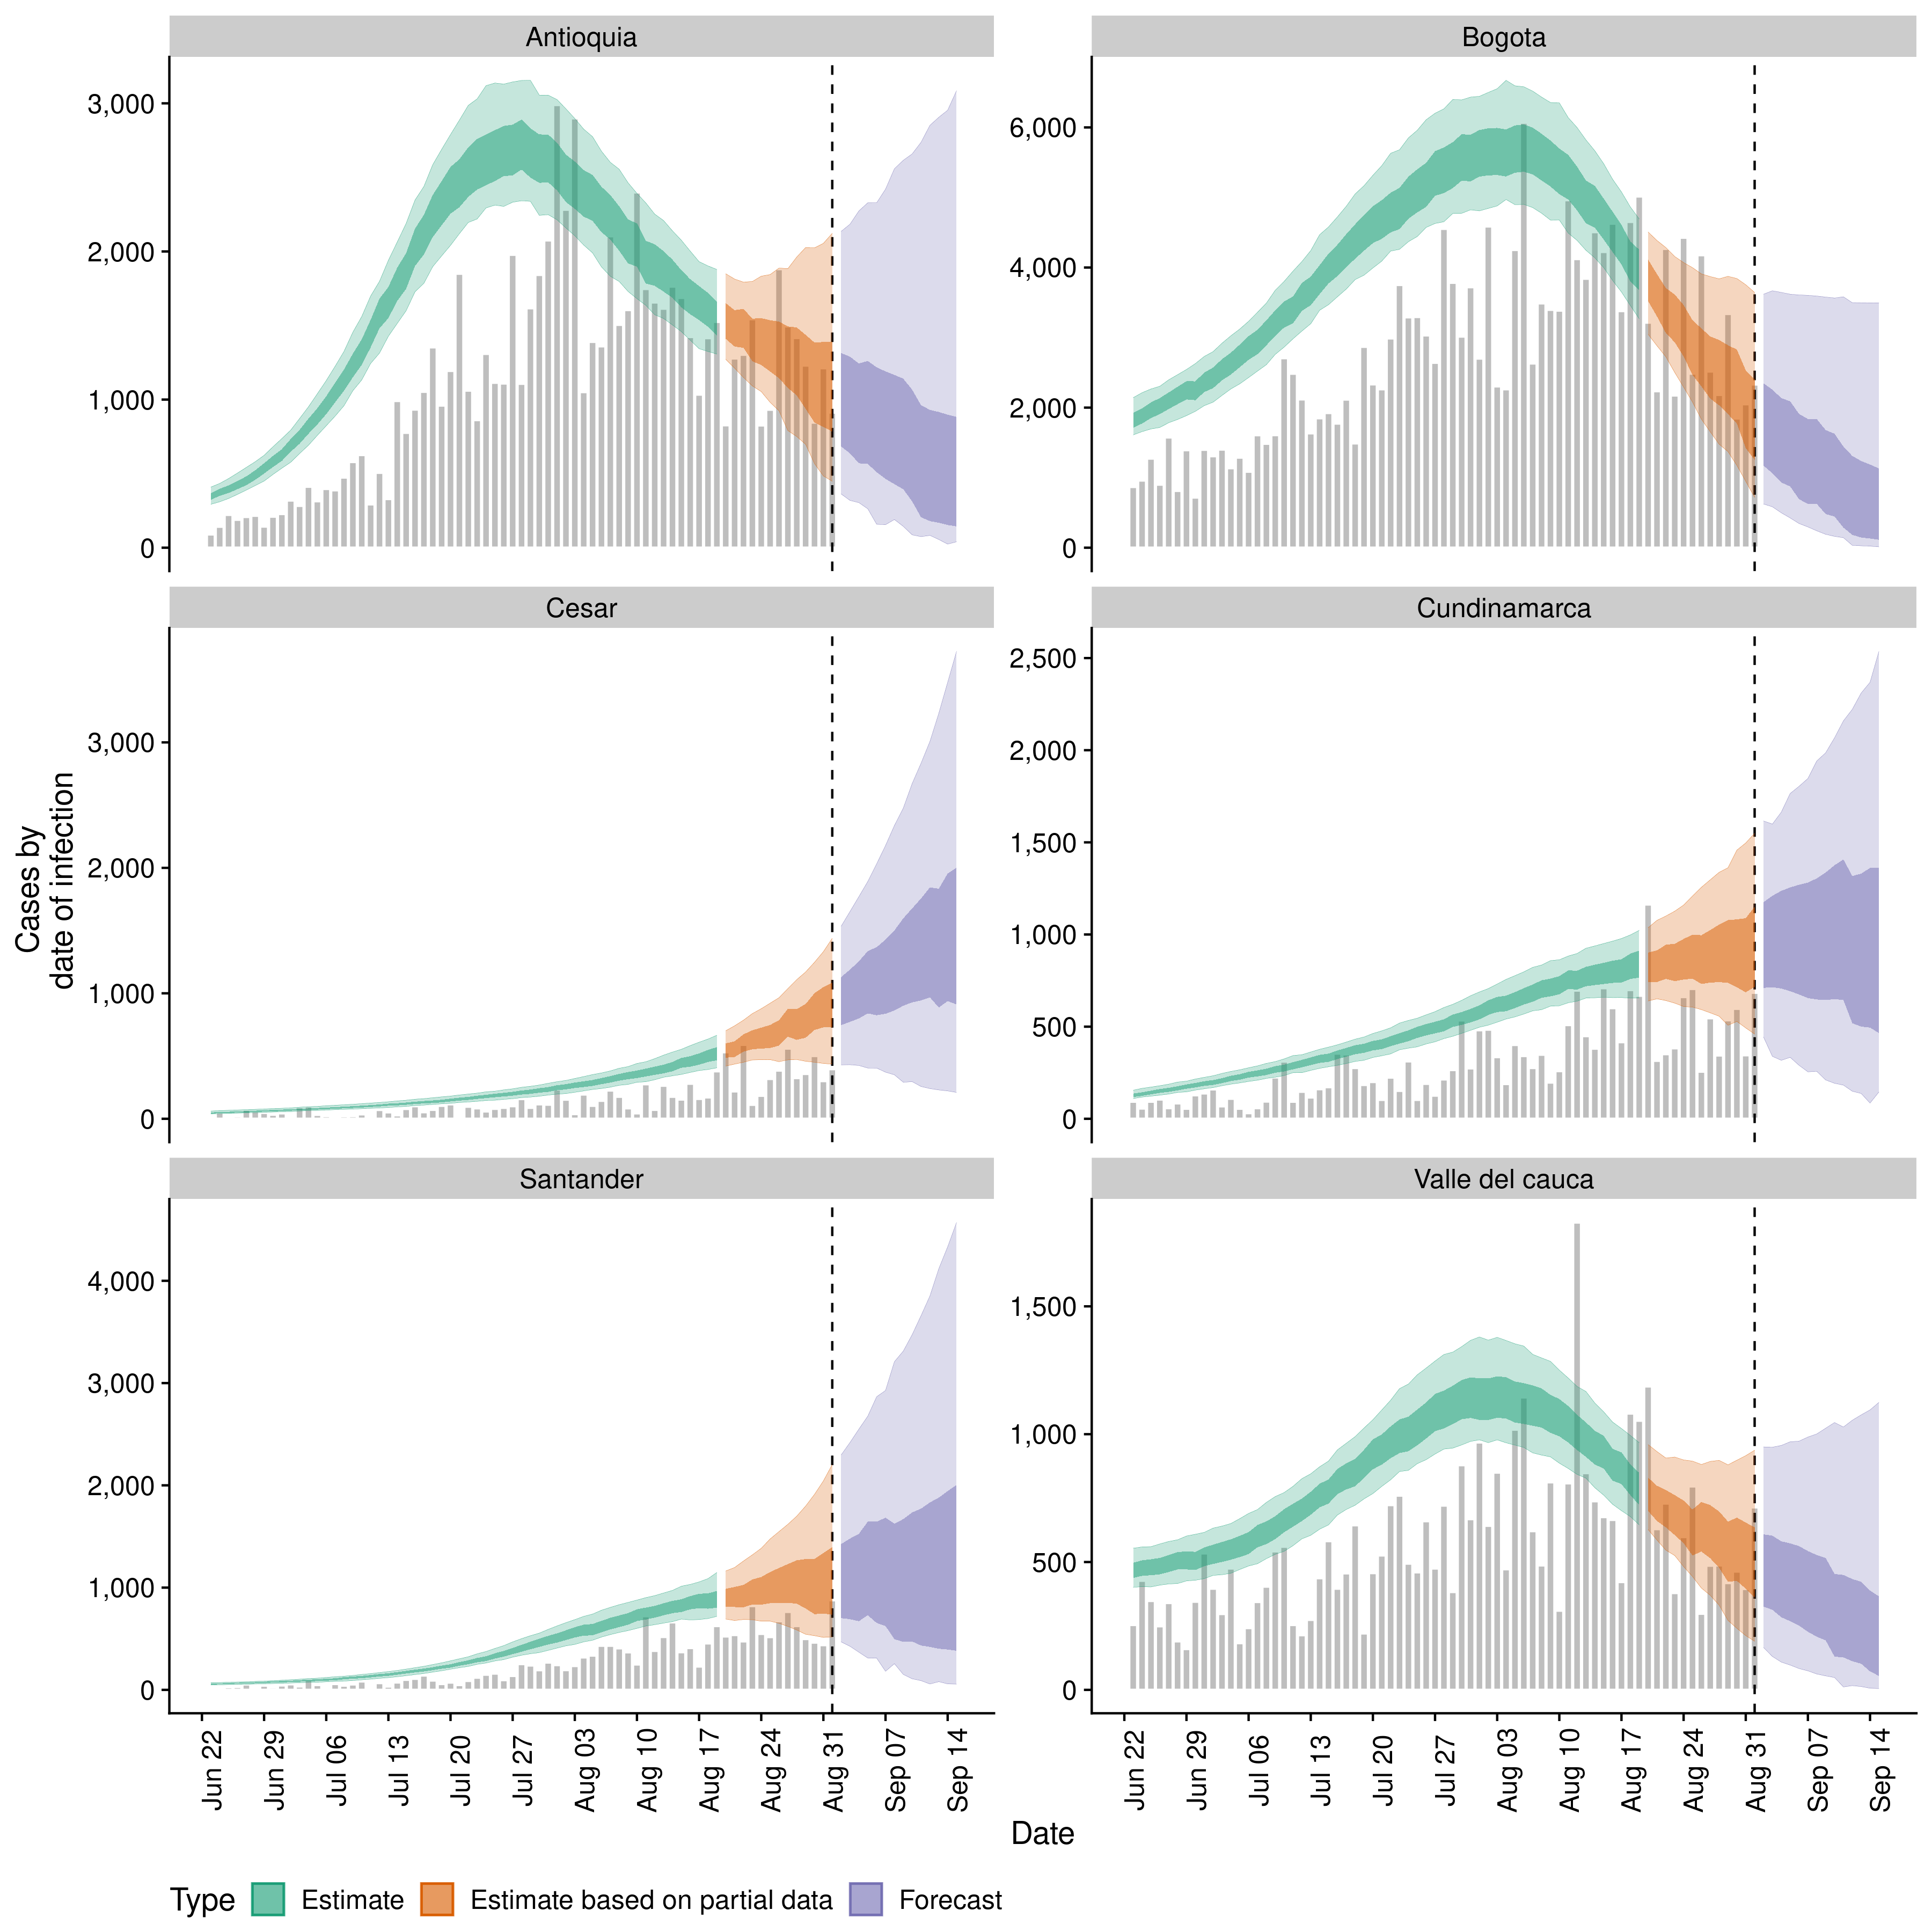 Antioquia
Bogota
3,000
2,000
1,000
0
6,000
4,000
2,000
0
Cesar
Cundinamarca
3,000
2,000
1,000
0
2,500
2,000
1,500
1,000
500
0
Santander
Valle del cauca
4,000
3,000
2,000
1,000
0
1,500
1,000
500
0
Cases by
date of infection
Jun 22
Jun 29
Jul 06
Jul 13
Jul 20
Jul 27
Aug 03
Aug 10
Aug 17
Aug 24
Aug 31
Sep 07
Sep 14
Jun 22
Jun 29
Jul 06
Jul 13
Jul 20
Jul 27
Aug 03
Aug 10
Aug 17
Aug 24
Aug 31
Sep 07
Sep 14
Date
Type Estimate Estimate based on partial data Forecast